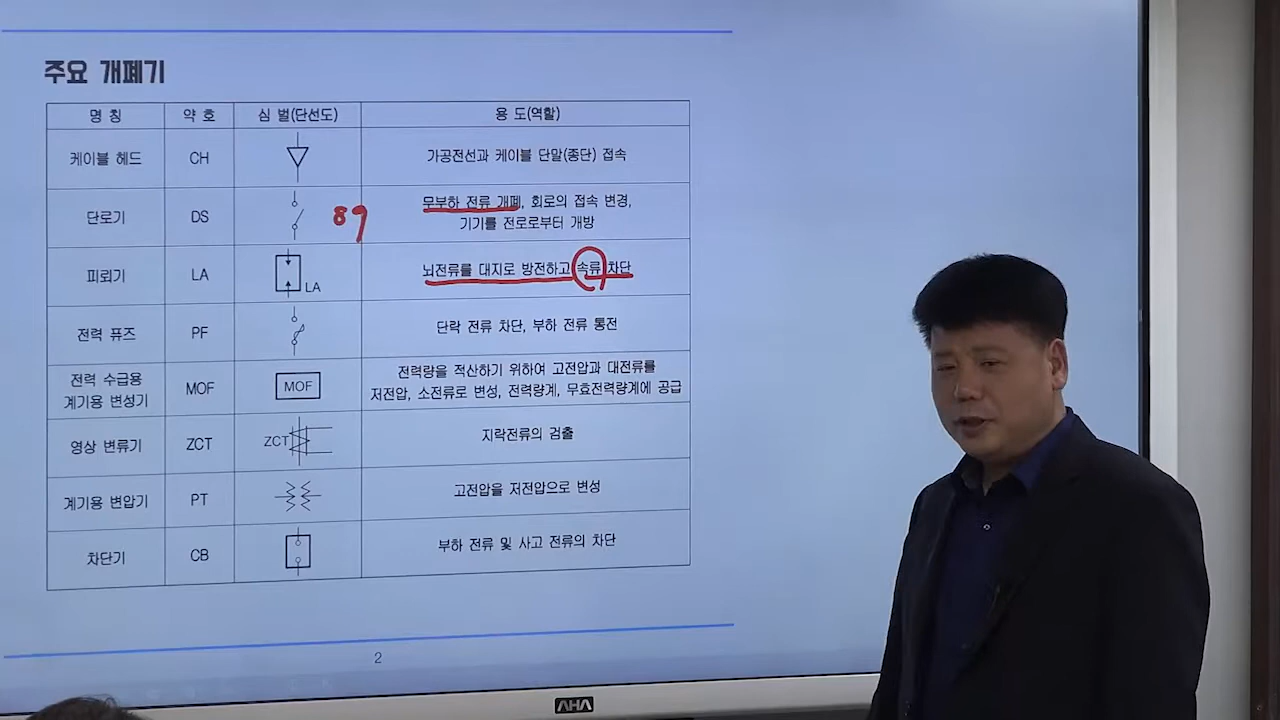 주요 개폐기
명 칭 약 호 심 벌(단선도) 용 도(역할)
케이블 헤드 CH 가공전선과 케이블 단말(종단) 접속
단로기 DS 89 무부하 전류 개폐, 회로의 접속 변경,
기기를 전로로부터 개방
피뢰기 LA LA 뇌전류를 대지로 방전하고 속류 차단
전력 퓨즈 PF 단락 전류 차단, 부하 전류 통전
전력 수급용
계기용 변성기 MOF MOF 전력량을 적산하기 위하여 고전압과 대전류를
저전압, 소전류로 변성, 전력량계, 무효전력량계에 공급
영상 변류기 ZCT ZCT 지락전류의 검출
계기용 변압기 PT 고전압을 저전압으로 변성
차단기 CB 부하 전류 및 사고 전류의 차단
2
AHA